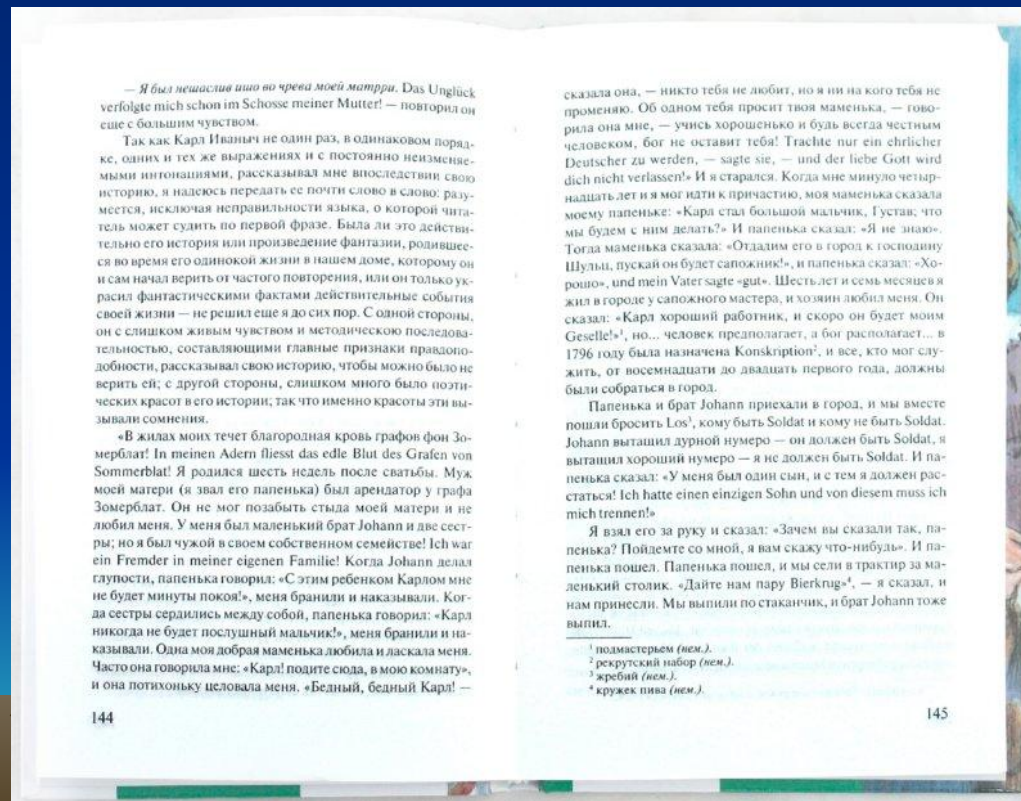 — Я был нешаслив ишо во чрева моей матрри. Das Unglück
verfolgte mich schon im Schosse meiner Mutter! — повторил он
еще с большим чувством.
Так как Карл Иваныч не один раз, в одинаковом поряд-
ке, одних и тех же выражениях и с постоянно неизменяе-
мыми интонациями, рассказывал мне впоследствии свою
историю, я надеюсь передать ее почти слово в слово: разу-
меется, исключая неправильности языка, о которой чита-
тель может судить по первой фразе. Была ли это действи-
тельно его история или произведение фантазии, родившее-
ся во время его одинокой жизни в нашем доме, которому он
и сам начал верить от частого повторения, или он только ук-
расил фантастическими фактами действительные события
своей жизни — не решил еще я до сих пор. С одной стороны,
он с слишком живым чувством и методическою последова-
тельностью, составляющими главные признаки правдопо-
добности, рассказывал свою историю, чтобы можно было не
верить ей; с другой стороны, слишком много было поэти-
ческих красот в его истории; так что именно красоты эти вы-
зывали сомнения.
«В жилах моих течет благородная кровь графов фон Зо-
мерблат! In meinen Adern fliesst das edle Blut des Grafen von
Sommerblat! Я родился шесть недель после сватьбы. Муж
моей матери (я звал его папенька) был арендатор у графа
Зомерблат. Он не мог позабыть стыда моей матери и не
любил меня. У меня был маленький брат Johann и две сест-
ры; но я был чужой в своем собственном семействе! Ich war
ein Fremder in meiner eigenen Familie! Когда Johann делал
глупости, папенька говорил: «С этим ребенком Карлом мне
не будет минуты покоя!», меня бранили и наказывали. Ког-
да сестры сердились между собой, папенька говорил: «Карл
никогда не будет послушный мальчик!», меня бранили и на-
казывали. Одна моя добрая маменька любила и ласкала меня.
Часто она говорила мне: «Карл! подите сюда, в мою комнату»,
и она потихоньку целовала меня. «Бедный, бедный Карл! —
144
сказала она, — никто тебя не любит, но я ни на кого тебя не
променяю. Об одном тебя просит твоя маменька, — гово-
рила она мне, — учись хорошенько и будь всегда честным
человеком, бог не оставит тебя! Trachte nur ein ehrlicher
Deutscher zu werden, — sagte sie, — und der liebe Gott wird
dich nicht verlassen!» И я старался. Когда мне минуло четыр-
надцать лет и я мог идти к причастию, моя маменька сказала
моему папеньке: «Карл стал большой мальчик, Густав; что
мы будем с ним делать?» И папенька сказал: «Я не знаю».
Тогда маменька сказала: «Отдадим его в город к господину
Шульц, пускай он будет сапожник!», и папенька сказал: «Хо-
рошо», und mein Vater sagte «gut». Шесть лет и семь месяцев я
жил в городе у сапожного мастера, и хозяин любил меня. Он
сказал: «Карл хороший работник, и скоро он будет моим
Geselle!»¹, но... человек предполагает, а бог располагает... в
1796 году была назначена Konskription², и все, кто мог слу-
жить, от восемнадцати до двадцать первого года, должны
были собраться в город.
Папенька и брат Johann приехали в город, и мы вместе
пошли бросить Los³, кому быть Soldat и кому не быть Soldat.
Johann вытащил дурной нумеро — он должен быть Soldat, я
вытащил хороший нумеро — я не должен быть Soldat. И па-
пенька сказал: «У меня был один сын, и с тем я должен рас-
статься! Ich hatte einen einzigen Sohn und von diesem muss ich
mich trennen!»
Я взял его за руку и сказал: «Зачем вы сказали так, па-
пенька? Пойдемте со мной, я вам скажу что-нибудь». И па-
пенька пошел. Папенька пошел, и мы сели в трактир за ма-
ленький столик. «Дайте нам пару Bierkrug»⁴, — я сказал, и
нам принесли. Мы выпили по стаканчик, и брат Johann тоже
выпил.
¹ подмастерьем (нем.).
² рекрутский набор (нем.).
³ жребий (нем.).
⁴ кружек пива (нем.).
145